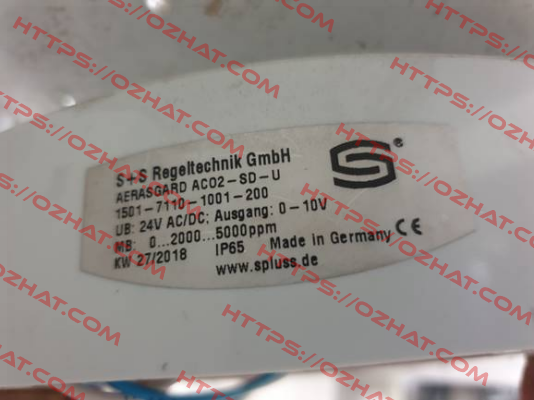 S+S Regeltechnik GmbH
AERASGARD ACO2-SD-U
1501-7110-1001-200
UB: 24V AC/DC; Ausgang: 0-10V
MB: 0...2000...5000ppm
KW 27/2018 IP65 Made in Germany CE
www.spluss.de
S ®
HTTPS://OZHAT.COM
HTTPS://OZHAT.COM
HTTPS://OZHAT.COM
HTTPS://OZHAT.COM
HTTPS://OZHAT.COM
HTTPS://OZHAT.COM
HTTPS://OZHAT.COM